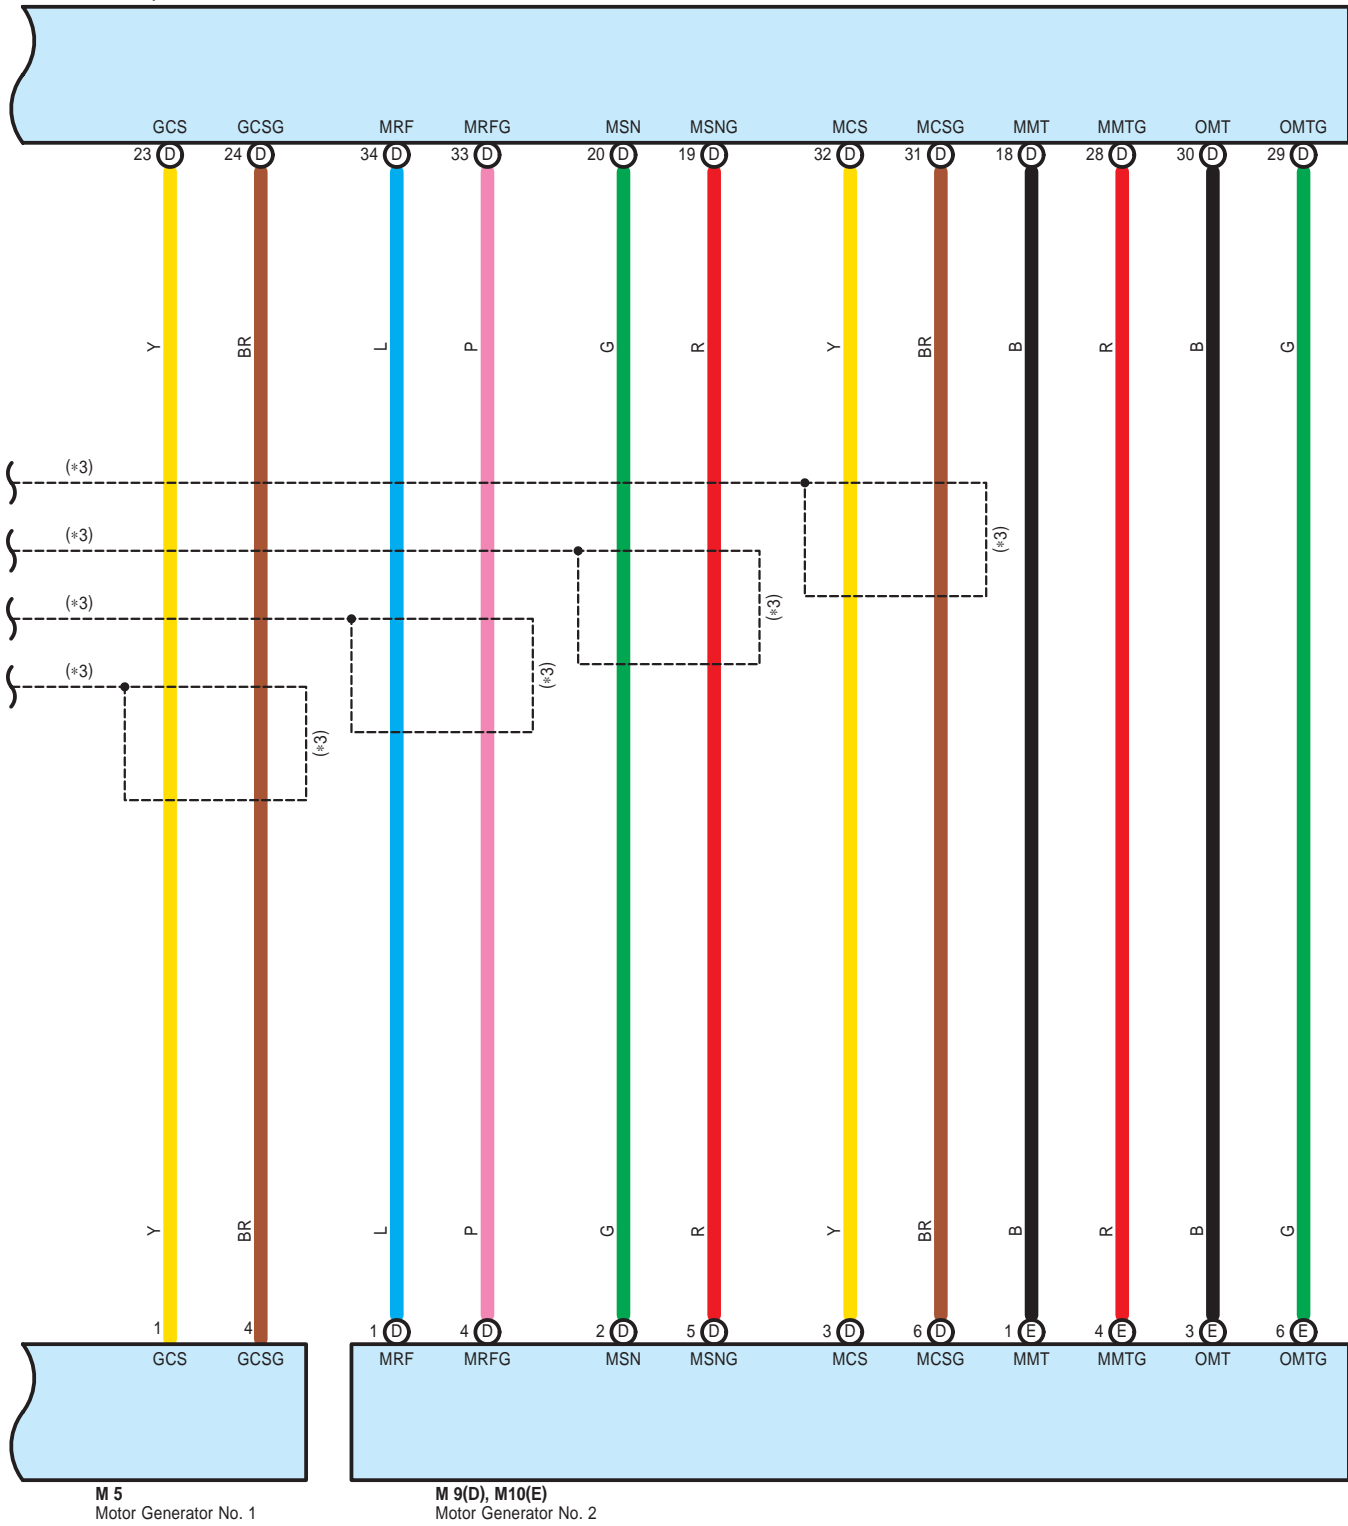 GCS GCSG MRF MRFG MSN MSNG MCS MCSG MMT MMTG OMT OMTG
23 D 24 D 34 D 33 D 20 D 19 D 32 D 31 D 18 D 28 D 30 D 29 D
Y BR L P G R Y BR B R B G
(*3)
(*3)
(*3)
(*3)
(*3)
(*3)
(*3)
(*3)
Y BR L P G R Y BR B R B G
1 4 1 D 4 D 2 D 5 D 3 D 6 D 1 E 4 E 3 E 6 E
GCS GCSG MRF MRFG MSN MSNG MCS MCSG MMT MMTG OMT OMTG
M 5
Motor Generator No. 1
M 9(D), M10(E)
Motor Generator No. 2